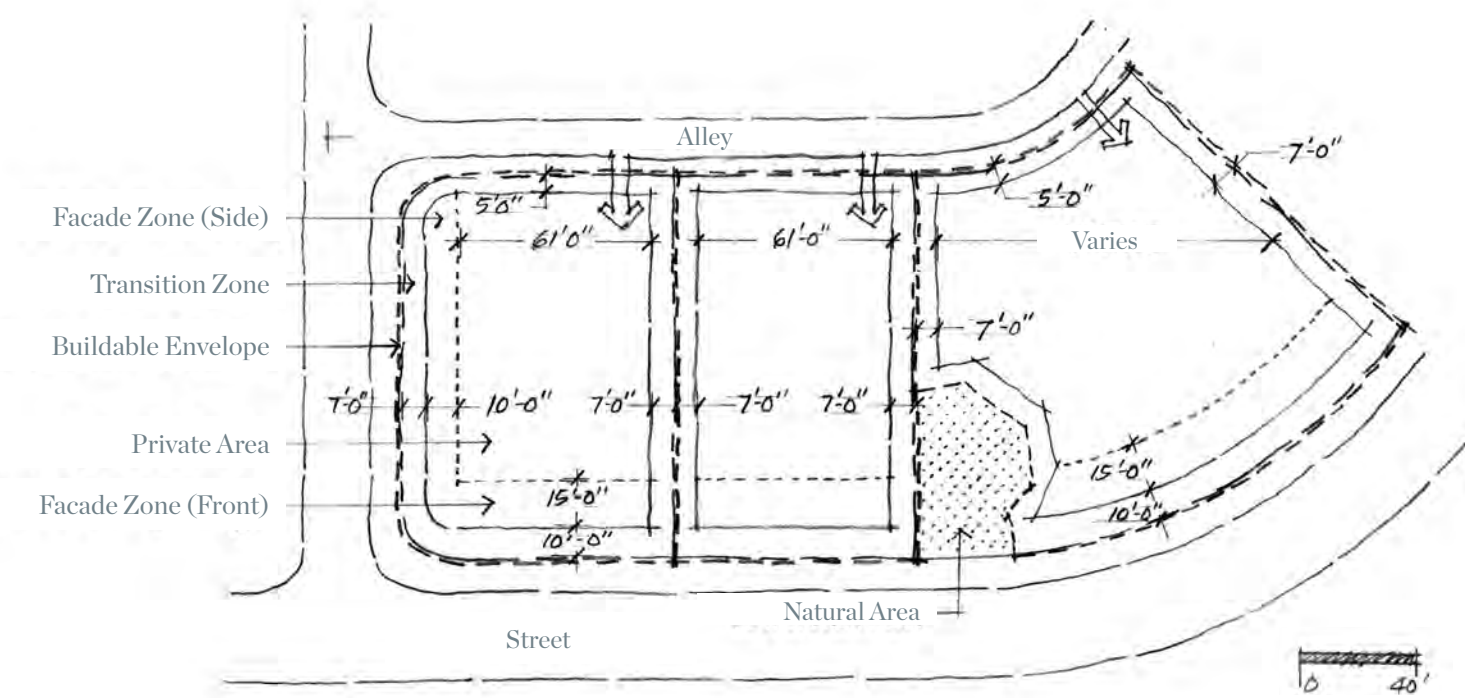 Alley
7'-0"
Facade Zone (Side)
5'0"
5'-0"
61'0"
61'-0"
Varies
Transition Zone
Buildable Envelope
7'-0"
7'-0"
10'-0"
7'-0"
7'-0"
7'-0"
Private Area
15'-0"
15'-0"
Facade Zone (Front)
10'-0"
10'-0"
Natural Area
Street
0 40'